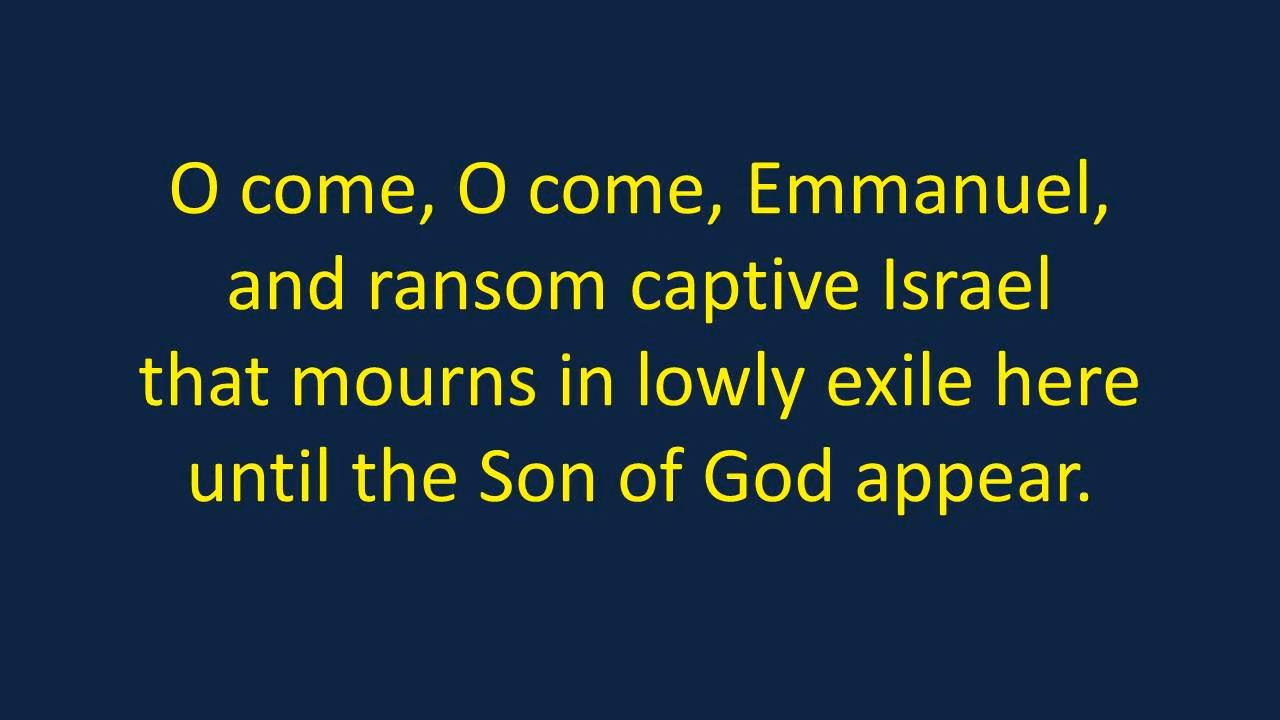 O come, O come, Emmanuel,
and ransom captive Israel
that mourns in lowly exile here
until the Son of God appear.